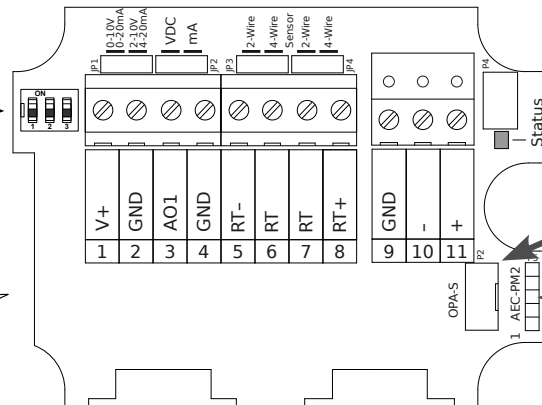 0-10V
0-20mA
2-10V
4-20mA
VDC
mA
2-Wire
4-Wire
Sensor
2-Wire
4-Wire
JP1
JP2
JP3
JP4
P4
ON
1 2 3
Status
V+
GND
AO1
GND
RT-
RT
RT
RT+
GND
-
+
1 2 3 4 5 6 7 8
9 10 11
P2
OPA-S
1 AEC-PM2